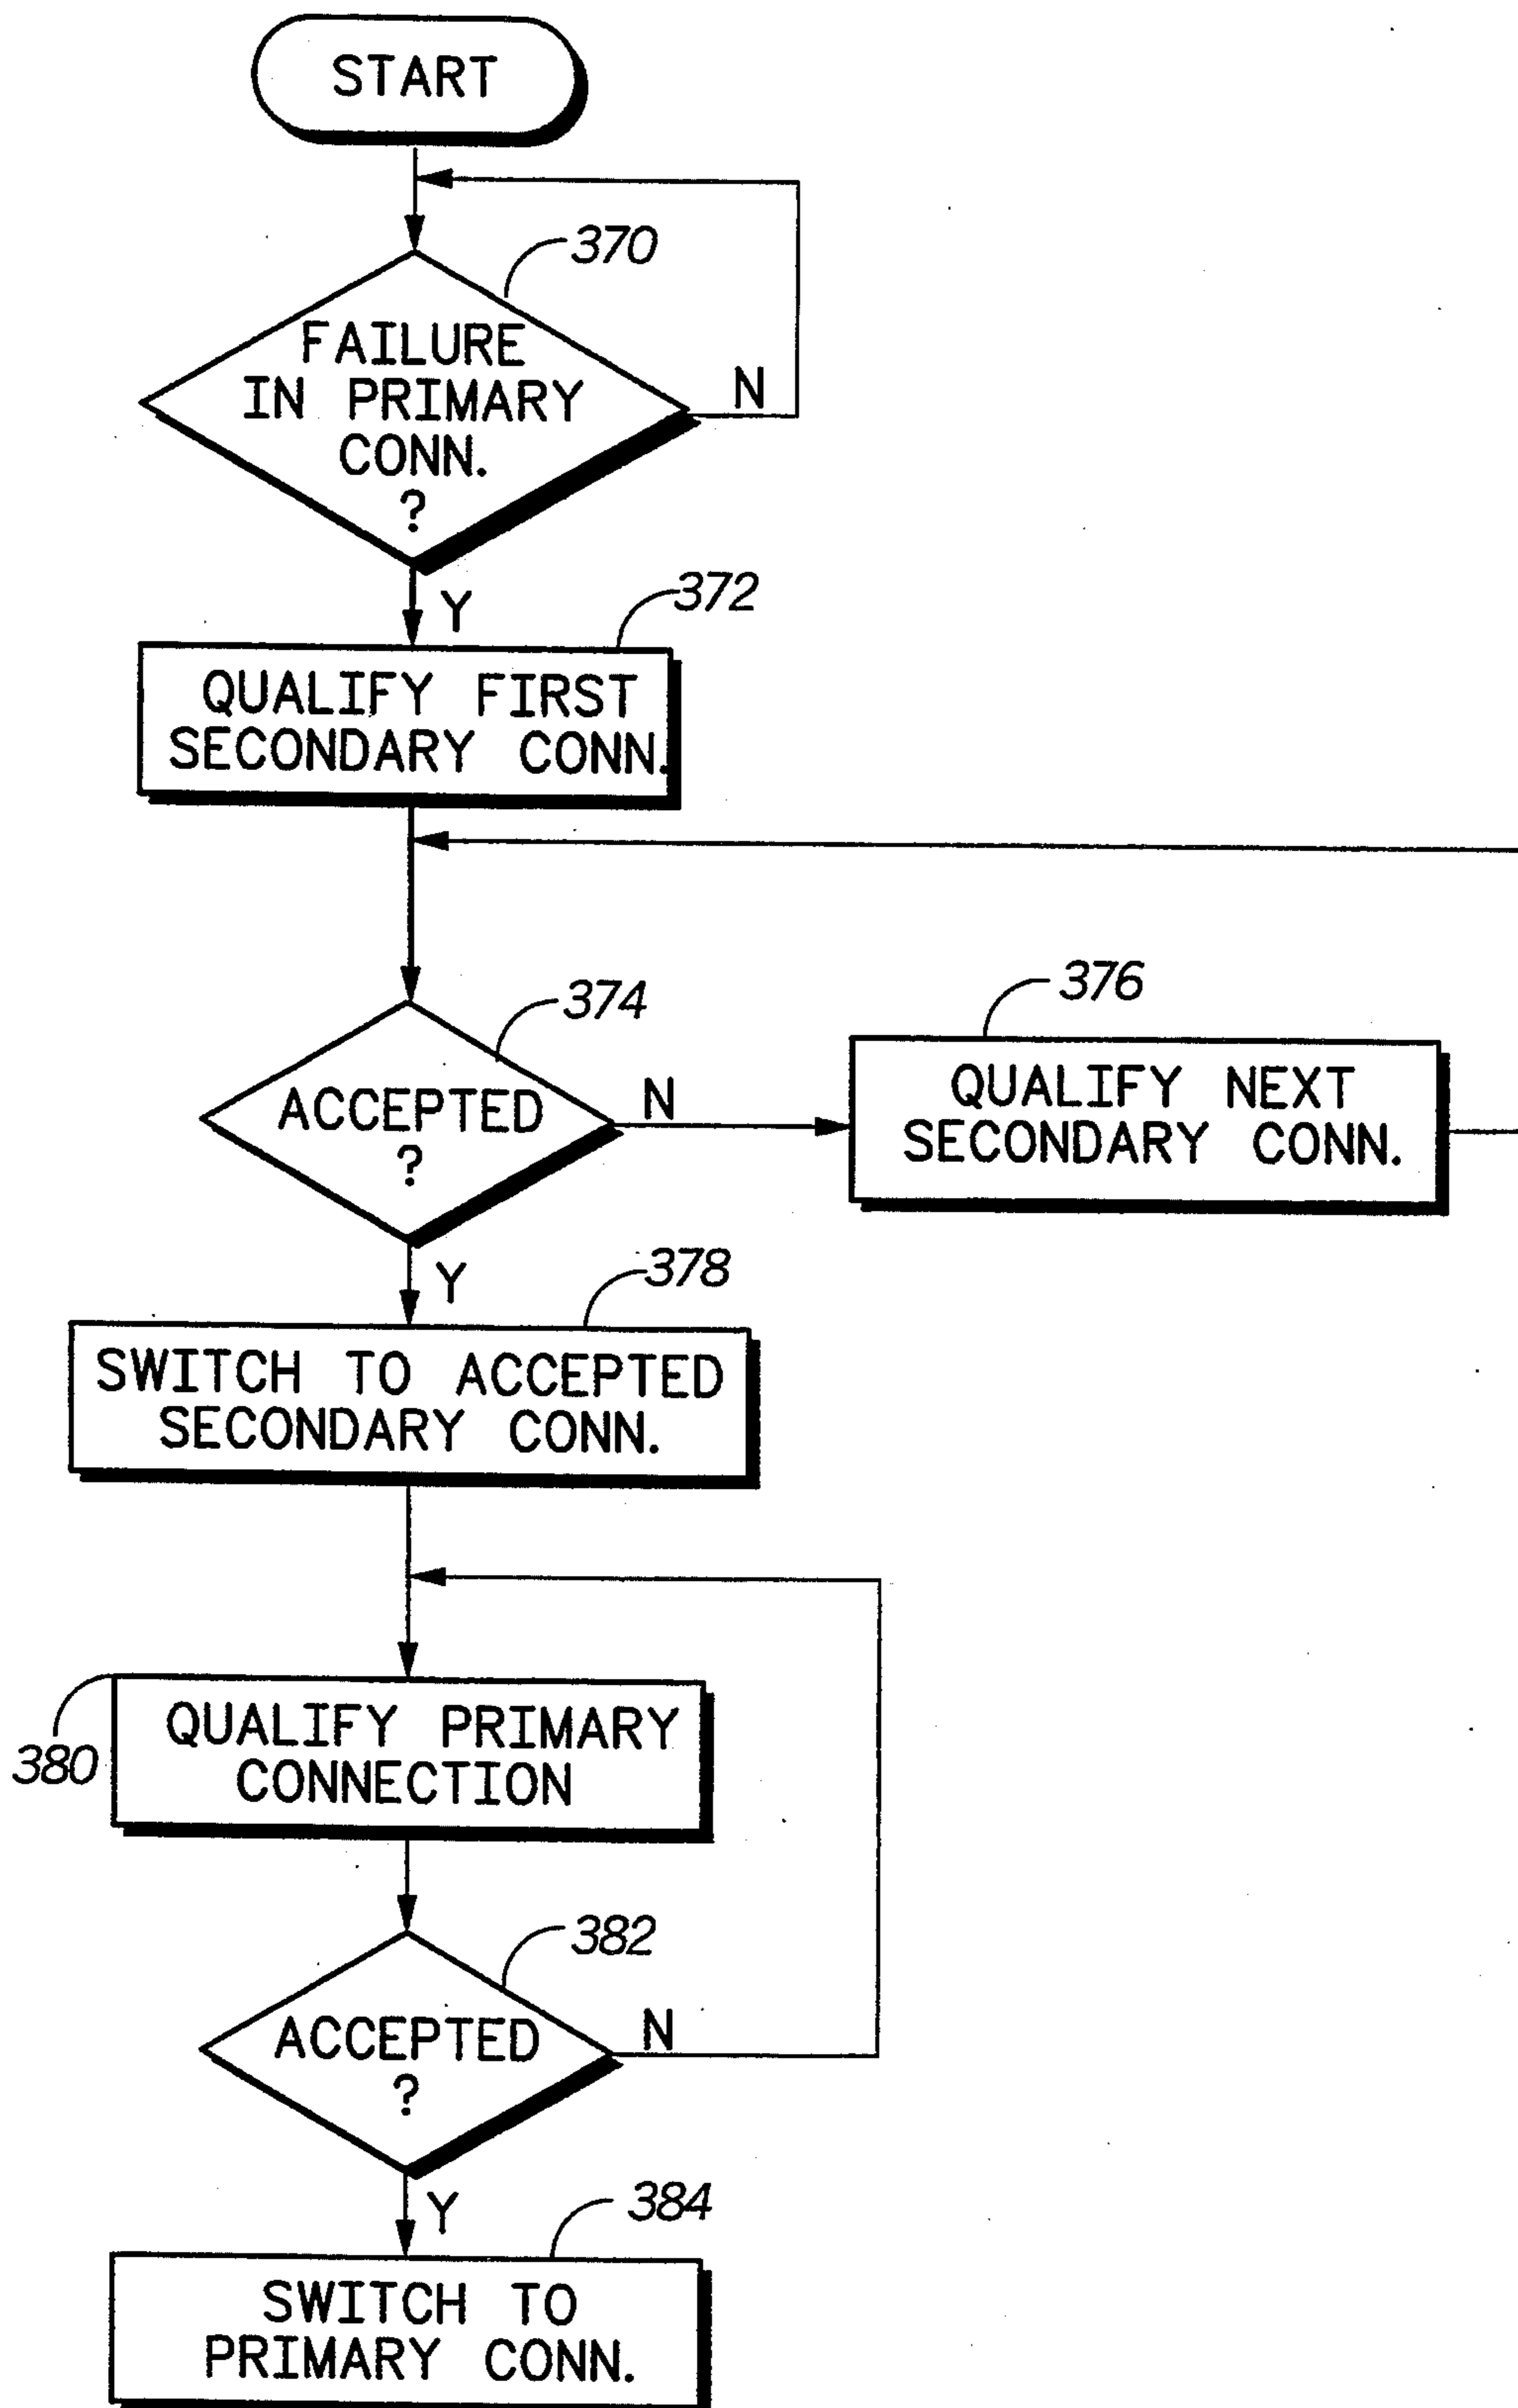 START
370
FAILURE
IN PRIMARY
CONN.
?
N
Y
372
QUALIFY FIRST
SECONDARY CONN.
374
ACCEPTED
?
N
376
QUALIFY NEXT
SECONDARY CONN.
Y
378
SWITCH TO ACCEPTED
SECONDARY CONN.
380
QUALIFY PRIMARY
CONNECTION
382
ACCEPTED
?
N
Y
384
SWITCH TO
PRIMARY CONN.